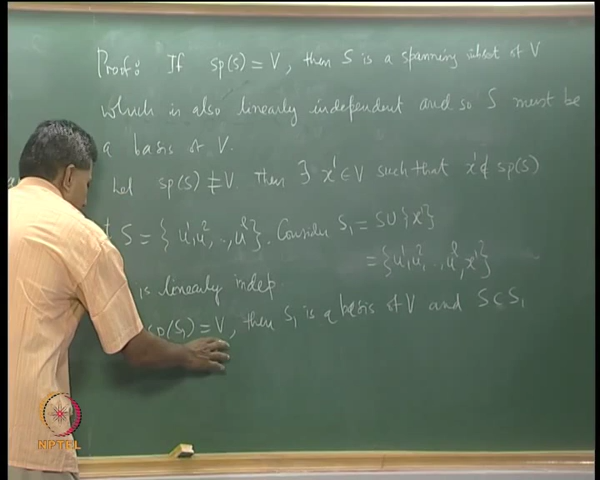 Proof: If sp(S) = V, then S is a spanning subset of V
which is also linearly independent and so S must be
a basis of V.
Let sp(S) ≠ V. Then ∃ x¹ ∈ V such that x¹ ∉ sp(S)
S = { u¹, u², .., uˡ }. Consider S₁ = S ∪ {x¹}
= {u¹, u², .., uˡ, x¹}
is linearly indep.
sp(S₁) = V, then S₁ is a basis of V and S ⊂ S₁
NPTEL